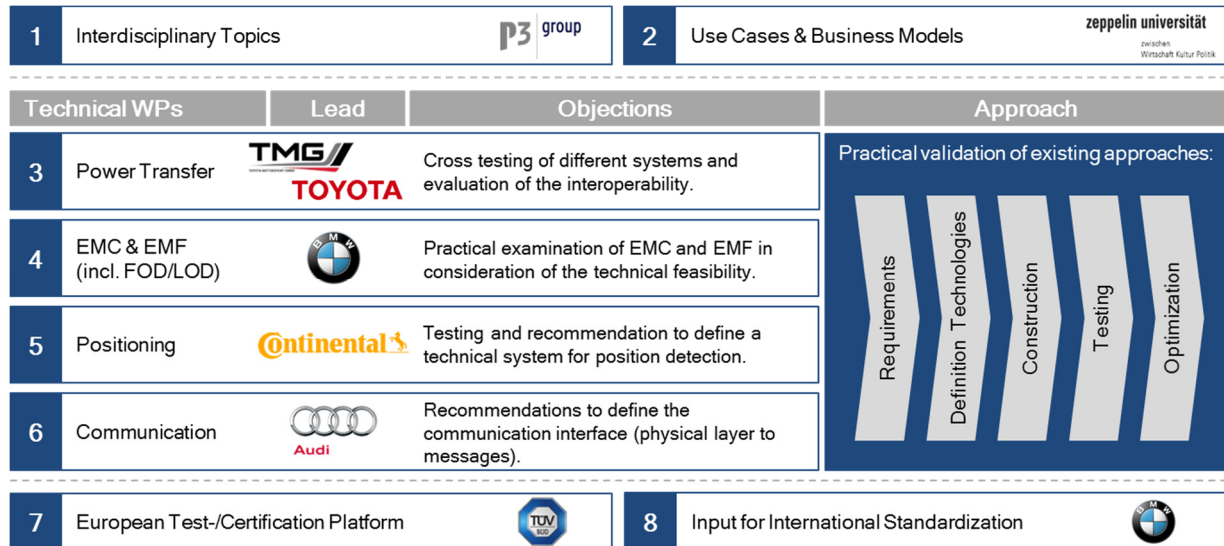 1 Interdisciplinary Topics P3 group
2 Use Cases & Business Models zeppelin universität
zwischen
Wirtschaft Kultur Politik
Technical WPs Lead Objections Approach
3 Power Transfer
TMG
TOYOTA
Cross testing of different systems and
evaluation of the interoperability.
4
EMC & EMF
(incl. FOD/LOD)
BMW
Practical examination of EMC and EMF in
consideration of the technical feasibility.
5 Positioning
Continental
Testing and recommendation to define a
technical system for position detection.
6 Communication
Audi
Recommendations to define the
communication interface (physical layer to
messages).
Practical validation of existing approaches:
Requirements
Definition Technologies
Construction
Testing
Optimization
7 European Test-/Certification Platform
TÜV
SÜD
8 Input for International Standardization
BMW